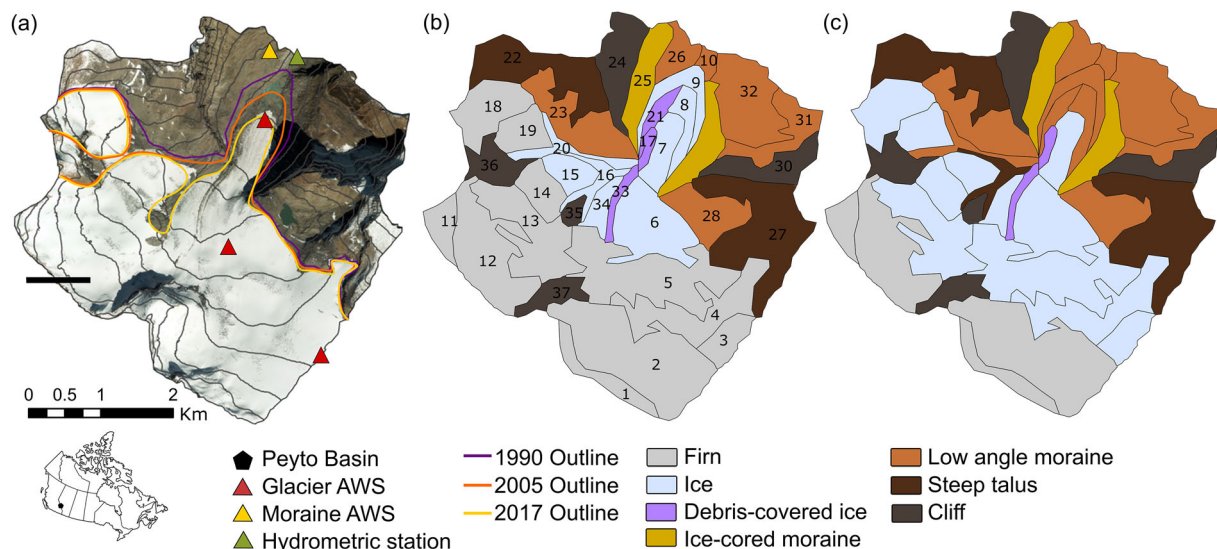 (a)
(b)
(c)
22
24
25
26
10
9
32
31
18
23
8
21
19
17
7
30
36
20
16
15
33
14
34
35
6
28
27
11
13
12
5
37
4
3
2
1
0 0.5 1 2
Km
Peyto Basin
Glacier AWS
Moraine AWS
Hydrometric station
1990 Outline
2005 Outline
2017 Outline
Firn
Ice
Debris-covered ice
Ice-cored moraine
Low angle moraine
Steep talus
Cliff